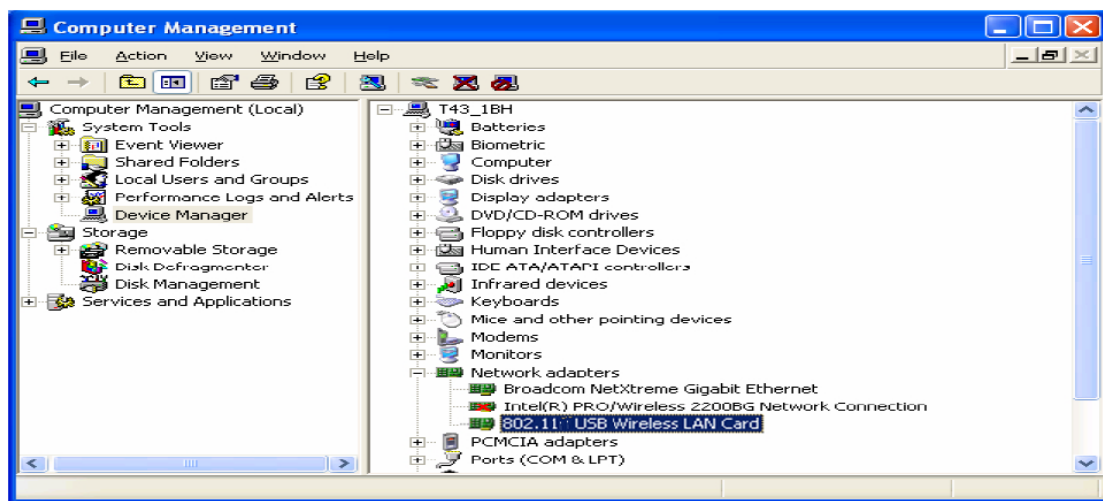 Computer Management
File Action View Window Help
Computer Management (Local)
System Tools
Event Viewer
Shared Folders
Local Users and Groups
Performance Logs and Alerts
Device Manager
Storage
Removable Storage
Disk Defragmenter
Disk Management
Services and Applications
T43_1BH
Batteries
Biometric
Computer
Disk drives
Display adapters
DVD/CD-ROM drives
Floppy disk controllers
Human Interface Devices
IDE ATA/ATAPI controllers
Infrared devices
Keyboards
Mice and other pointing devices
Modems
Monitors
Network adapters
Broadcom NetXtreme Gigabit Ethernet
Intel(R) PRO/Wireless 2200BG Network Connection
USB Wireless LAN Card
PCMCIA adapters
Ports (COM & LPT)